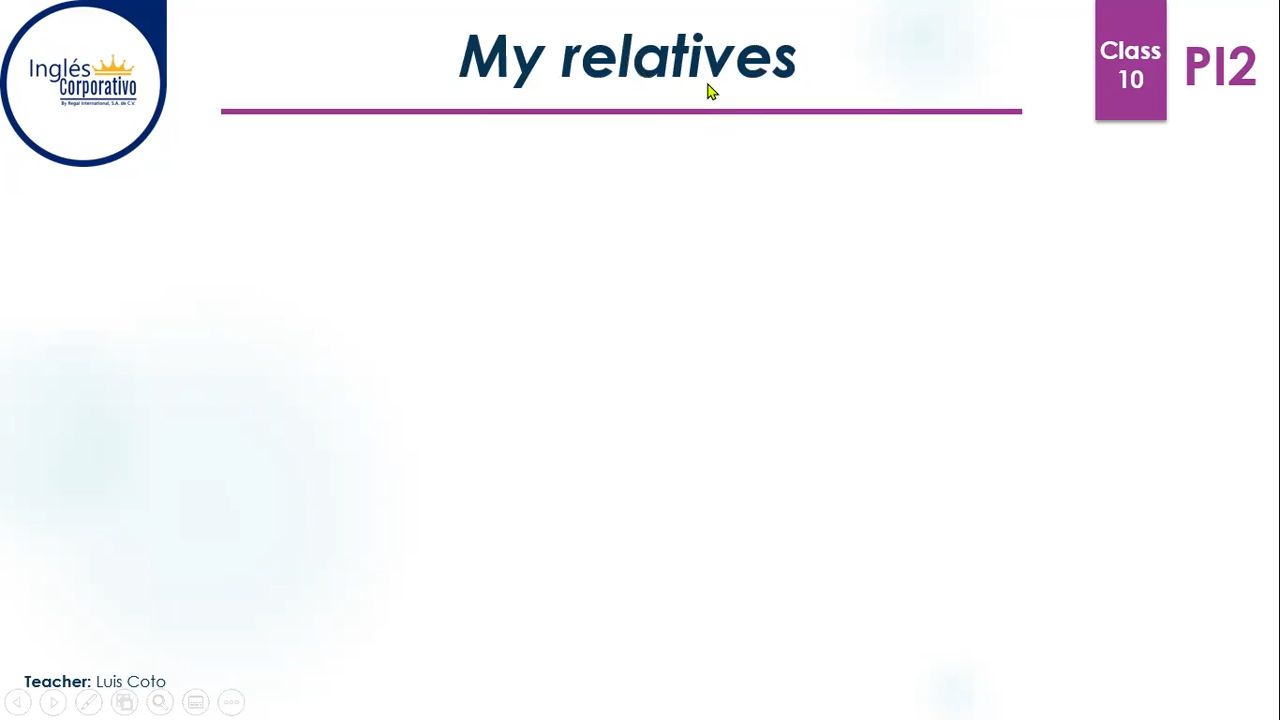 Inglés
Corporativo
By Regal International, S.A. de C.V.
My relatives
Class
10
PI2
Teacher: Luis Coto